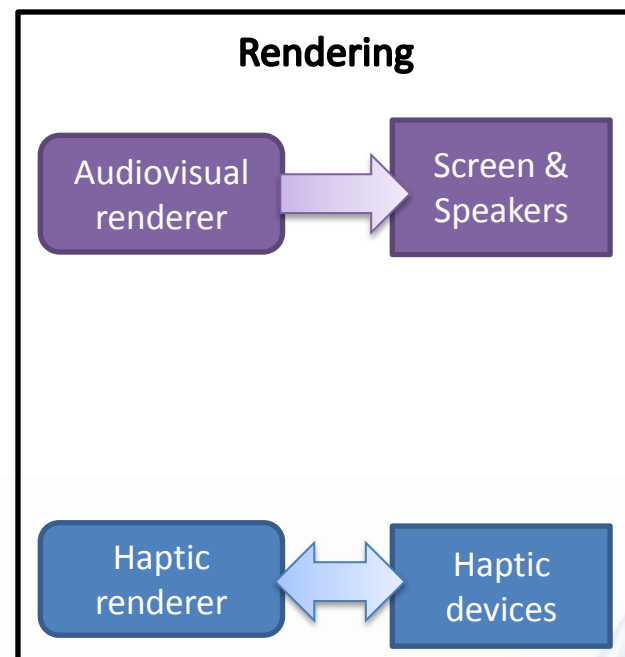 Rendering
Audiovisual
renderer
Screen &
Speakers
Haptic
renderer
Haptic
devices